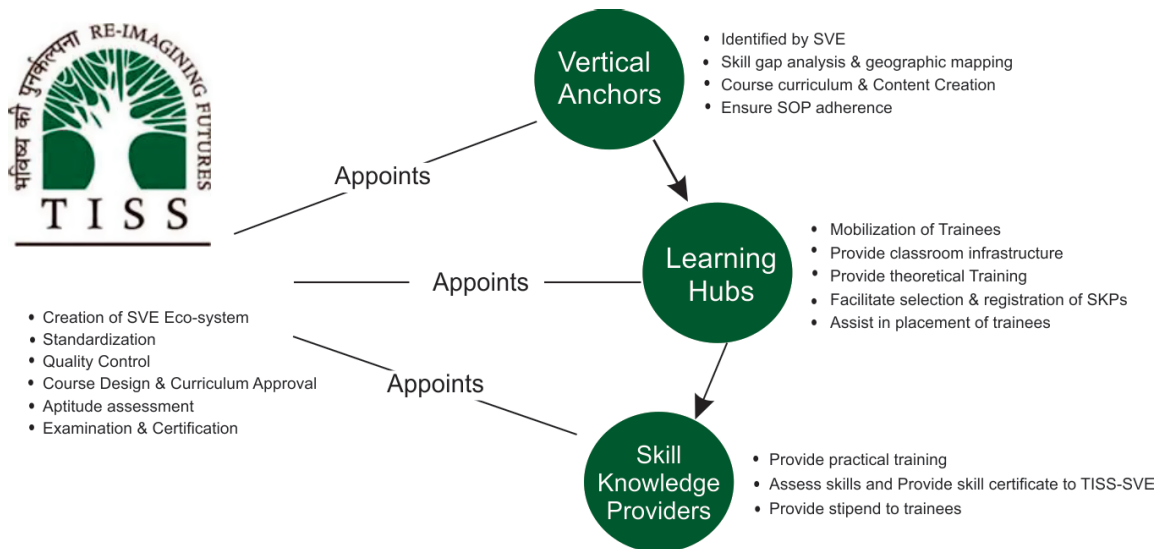 भविष्य की पुनर्कल्पना RE-IMAGINING FUTURES
TISS
• Creation of SVE Eco-system
• Standardization
• Quality Control
• Course Design & Curriculum Approval
• Aptitude assessment
• Examination & Certification
Appoints
Appoints
Appoints
Vertical
Anchors
• Identified by SVE
• Skill gap analysis & geographic mapping
• Course curriculum & Content Creation
• Ensure SOP adherence
Learning
Hubs
• Mobilization of Trainees
• Provide classroom infrastructure
• Provide theoretical Training
• Facilitate selection & registration of SKPs
• Assist in placement of trainees
Skill
Knowledge
Providers
• Provide practical training
• Assess skills and Provide skill certificate to TISS-SVE
• Provide stipend to trainees